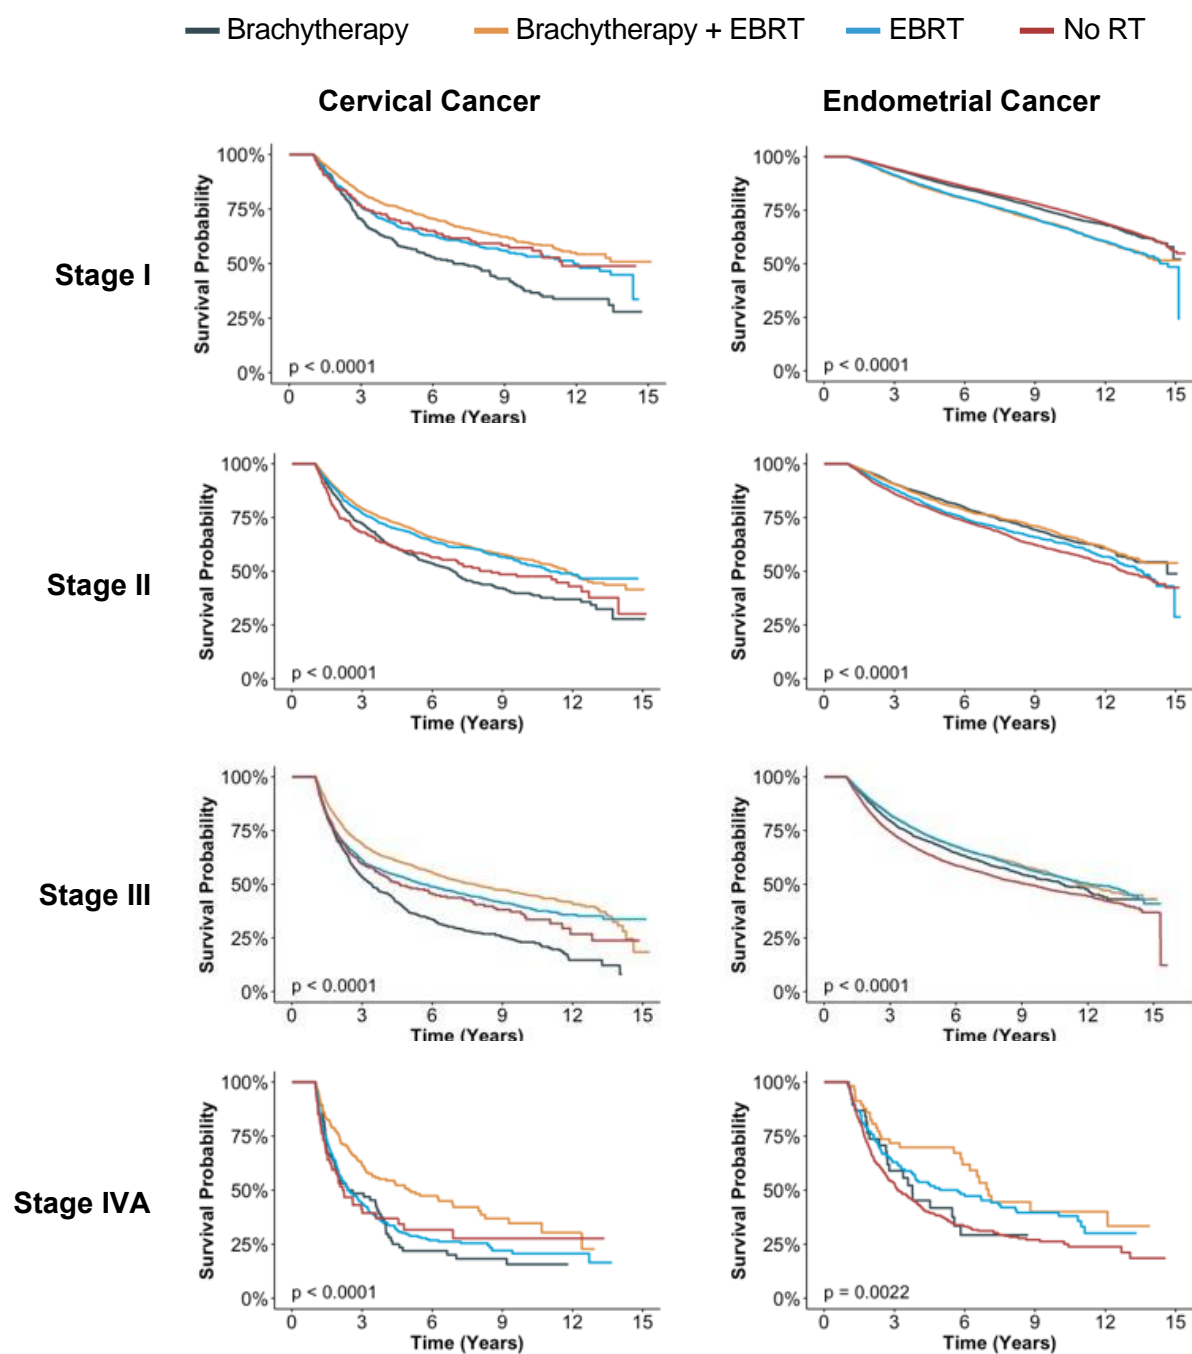 Brachytherapy Brachytherapy + EBRT EBRT No RT
Cervical Cancer Endometrial Cancer
Stage I
Survival Probability
100%
75%
50%
25%
0%
p < 0.0001
0 3 6 9 12 15
Time (Years)
Survival Probability
100%
75%
50%
25%
0%
p < 0.0001
0 3 6 9 12 15
Time (Years)
Stage II
Survival Probability
100%
75%
50%
25%
0%
p < 0.0001
0 3 6 9 12 15
Time (Years)
Survival Probability
100%
75%
50%
25%
0%
p < 0.0001
0 3 6 9 12 15
Time (Years)
Stage III
Survival Probability
100%
75%
50%
25%
0%
p < 0.0001
0 3 6 9 12 15
Time (Years)
Survival Probability
100%
75%
50%
25%
0%
p < 0.0001
0 3 6 9 12 15
Time (Years)
Stage IVA
Survival Probability
100%
75%
50%
25%
0%
p < 0.0001
0 3 6 9 12 15
Time (Years)
Survival Probability
100%
75%
50%
25%
0%
p = 0.0022
0 3 6 9 12 15
Time (Years)